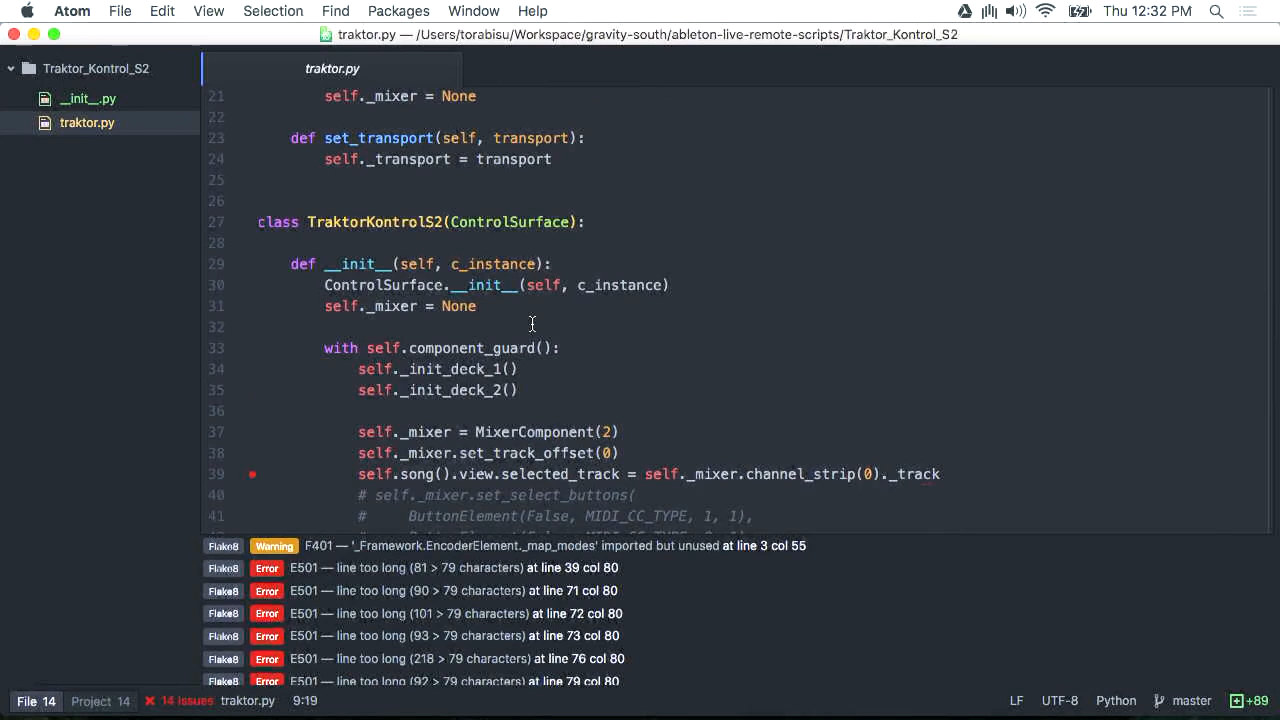 Atom File Edit View Selection Find Packages Window Help Thu 12:32 PM
traktor.py — /Users/torabisu/Workspace/gravity-south/ableton-live-remote-scripts/Traktor_Kontrol_S2
Traktor_Kontrol_S2
__init__.py
traktor.py
traktor.py
21 self._mixer = None
22
23 def set_transport(self, transport):
24 self._transport = transport
25
26
27 class TraktorKontrolS2(ControlSurface):
28
29 def __init__(self, c_instance):
30 ControlSurface.__init__(self, c_instance)
31 self._mixer = None
32
33 with self.component_guard():
34 self._init_deck_1()
35 self._init_deck_2()
36
37 self._mixer = MixerComponent(2)
38 self._mixer.set_track_offset(0)
39 self.song().view.selected_track = self._mixer.channel_strip(0)._track
40 # self._mixer.set_select_buttons(
41 # ButtonElement(False, MIDI_CC_TYPE, 1, 1),
Flake8 Warning F401 — '_Framework.EncoderElement._map_modes' imported but unused at line 3 col 55
Flake8 Error E501 — line too long (81 > 79 characters) at line 39 col 80
Flake8 Error E501 — line too long (90 > 79 characters) at line 71 col 80
Flake8 Error E501 — line too long (101 > 79 characters) at line 72 col 80
Flake8 Error E501 — line too long (93 > 79 characters) at line 73 col 80
Flake8 Error E501 — line too long (218 > 79 characters) at line 76 col 80
Flake8 Error E501 — line too long (92 > 79 characters) at line 79 col 80
File 14 Project 14 14 issues traktor.py 9:19 LF UTF-8 Python master +89